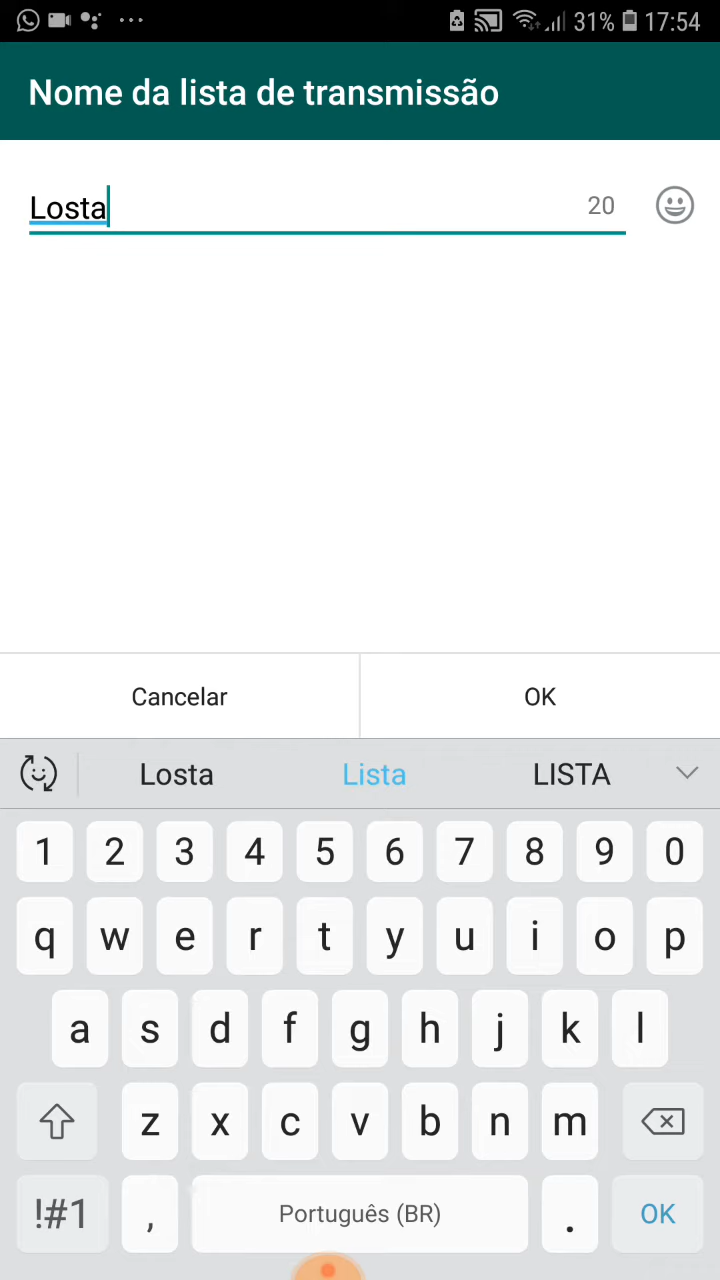 31% 17:54
Nome da lista de transmissão
Losta 20
Cancelar OK
Losta Lista LISTA
1 2 3 4 5 6 7 8 9 0
q w e r t y u i o p
a s d f g h j k l
z x c v b n m
!#1 , Português (BR) . OK